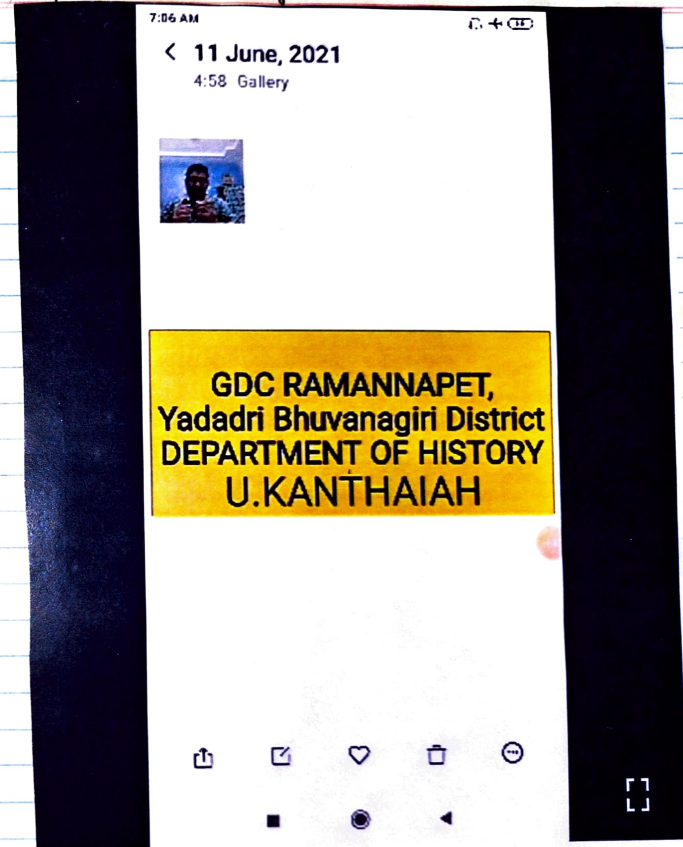 7:06 AM
11 June, 2021
4:58 Gallery
GDC RAMANNAPET,
Yadadri Bhuvanagiri District
DEPARTMENT OF HISTORY
U.KANTHAIAH